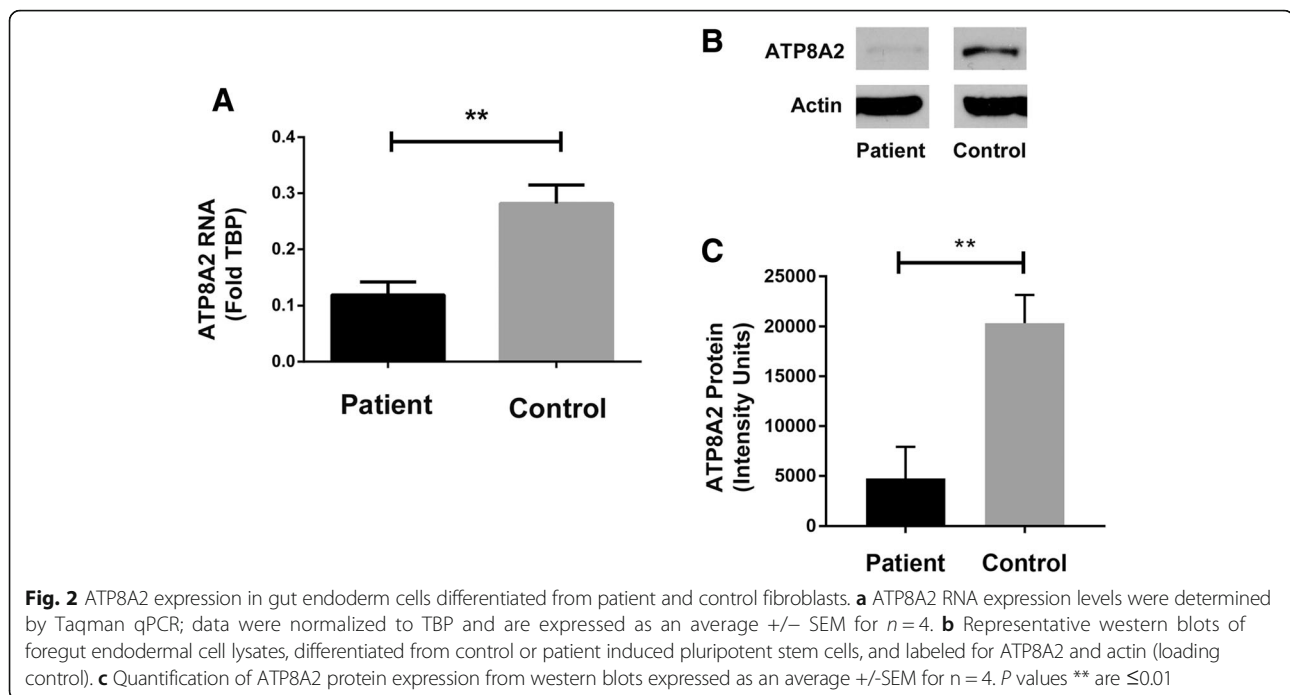 A
**
0.4
0.3
0.2
0.1
0.0
ATP8A2 RNA
(Fold TBP)
Patient Control
B
ATP8A2
Actin
Patient Control
C
**
25000
20000
15000
10000
5000
0
ATP8A2 Protein
(Intensity Units)
Patient Control
Fig. 2 ATP8A2 expression in gut endoderm cells differentiated from patient and control fibroblasts. a ATP8A2 RNA expression levels were determined
by Taqman qPCR; data were normalized to TBP and are expressed as an average +/− SEM for n = 4. b Representative western blots of
foregut endodermal cell lysates, differentiated from control or patient induced pluripotent stem cells, and labeled for ATP8A2 and actin (loading
control). c Quantification of ATP8A2 protein expression from western blots expressed as an average +/-SEM for n = 4. P values ** are ≤0.01